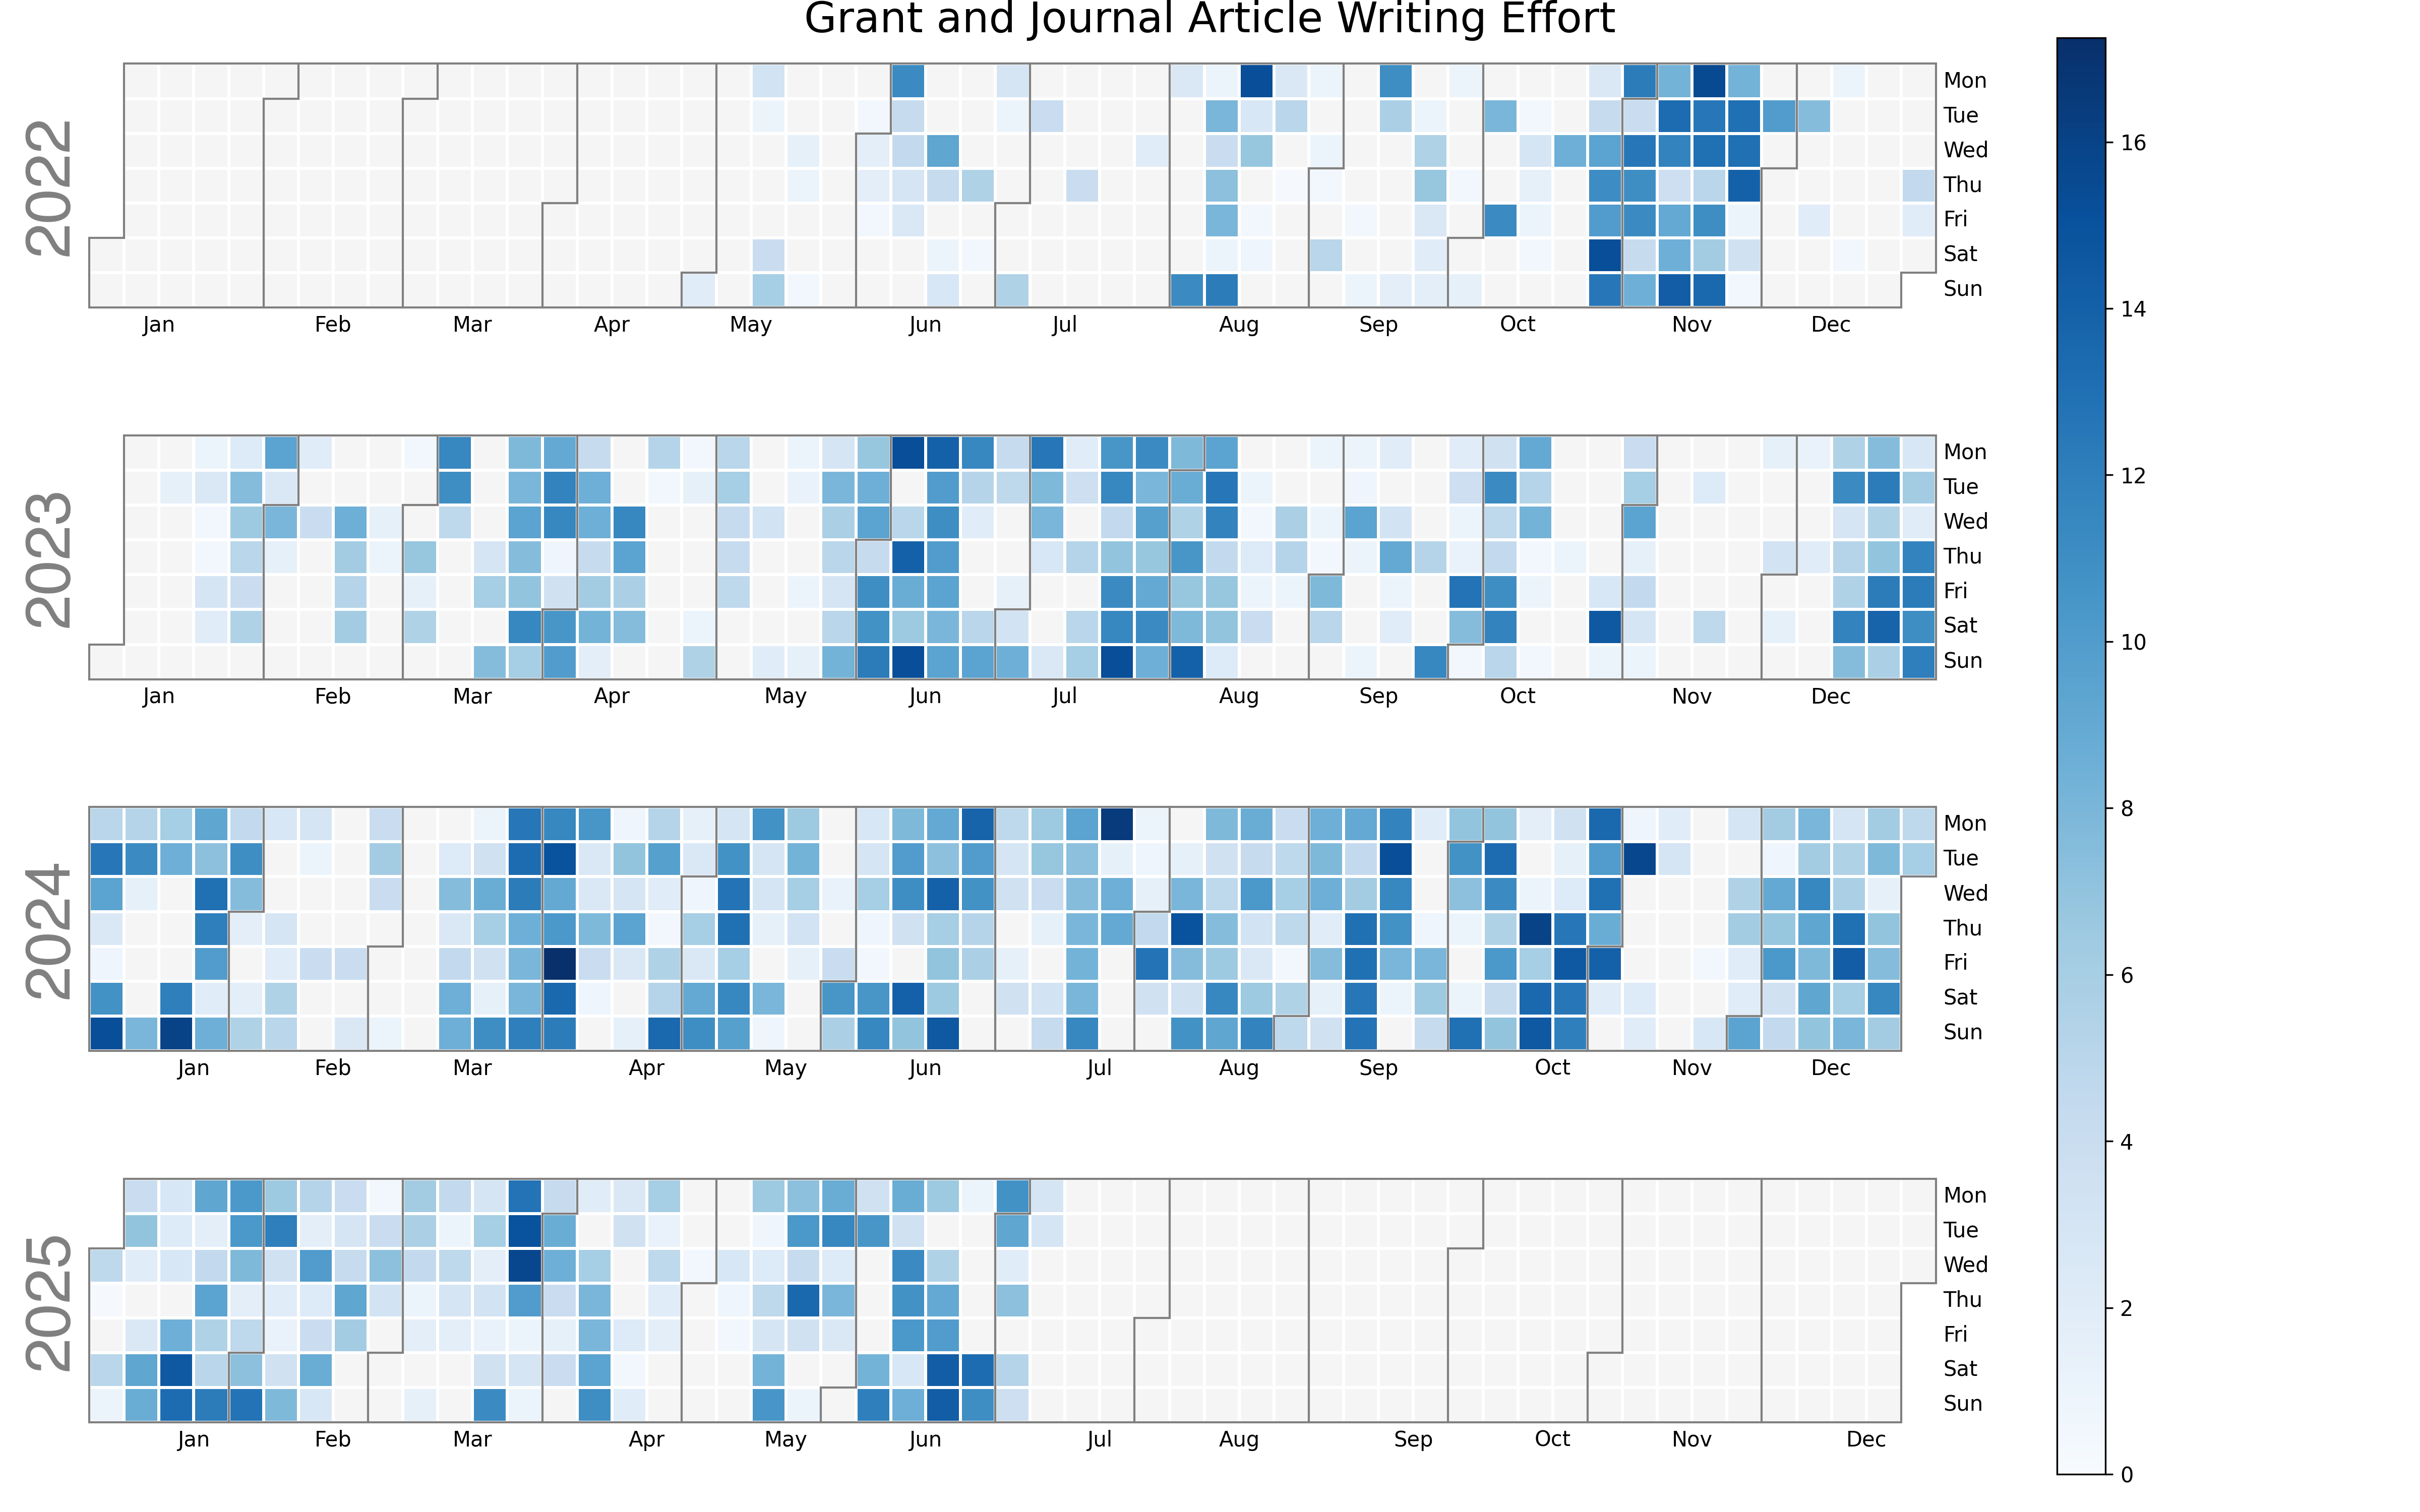 Grant and Journal Article Writing Effort
2022
Mon
Tue
Wed
Thu
Fri
Sat
Sun
Jan Feb Mar Apr May Jun Jul Aug Sep Oct Nov Dec
2023
Mon
Tue
Wed
Thu
Fri
Sat
Sun
Jan Feb Mar Apr May Jun Jul Aug Sep Oct Nov Dec
2024
Mon
Tue
Wed
Thu
Fri
Sat
Sun
Jan Feb Mar Apr May Jun Jul Aug Sep Oct Nov Dec
2025
Mon
Tue
Wed
Thu
Fri
Sat
Sun
Jan Feb Mar Apr May Jun Jul Aug Sep Oct Nov Dec
16
14
12
10
8
6
4
2
0